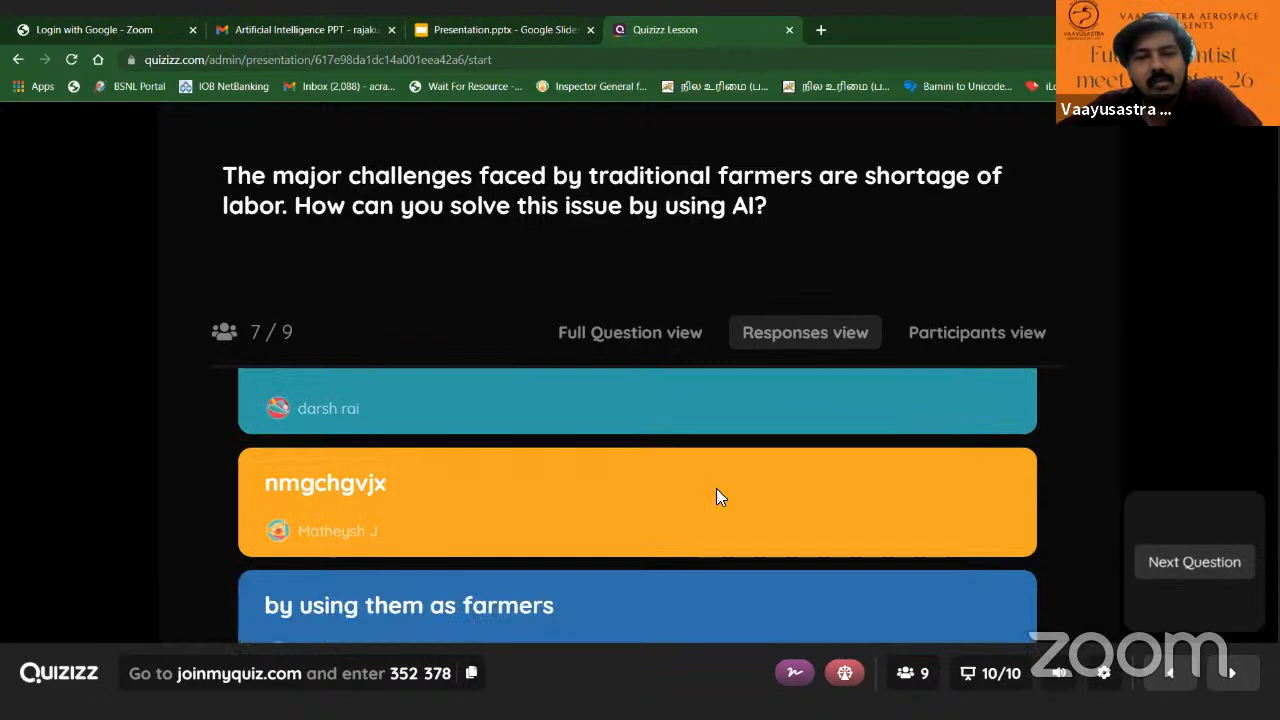 Login with Google - Zoom
Artificial Intelligence PPT - rajaku
Presentation.pptx - Google Slide
Quizizz Lesson
quizizz.com/admin/presentation/617e98da1dc14a001eea42a6/start
Apps
BSNL Portal
IOB NetBanking
Inbox (2,088) - acra...
Wait For Resource -...
Inspector General f...
நில உரிமை (ப...
நில உரிமை (ப...
Bamini to Unicode...
VAAYUSASTRA AEROSPACE
Vaayusastra ...
The major challenges faced by traditional farmers are shortage of
labor. How can you solve this issue by using AI?
7 / 9
Full Question view
Responses view
Participants view
darsh rai
nmgchgvjx
Matheysh J
by using them as farmers
Next Question
zoom
Quizizz
Go to joinmyquiz.com and enter 352 378
9
10/10